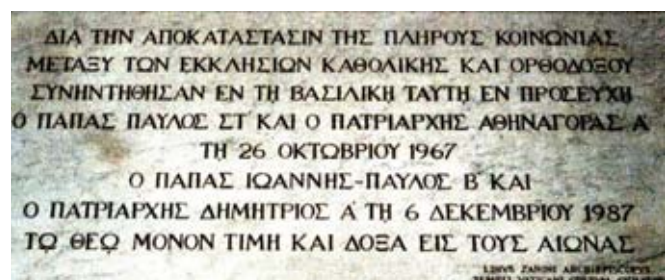 ΔΙΑ ΤΗΝ ΑΠΟΚΑΤΑΣΤΑΣΙΝ ΤΗΣ ΠΛΗΡΟΥΣ ΚΟΙΝΩΝΙΑΣ
ΜΕΤΑΞΥ ΤΩΝ ΕΚΚΛΗΣΙΩΝ ΚΑΘΟΛΙΚΗΣ ΚΑΙ ΟΡΘΟΔΟΞΟΥ
ΣΥΝΗΝΤΗΘΗΣΑΝ ΕΝ ΤΗ ΒΑΣΙΛΙΚΗ ΤΑΥΤΗ ΕΝ ΠΡΟΣΕΥΧΗ
Ο ΠΑΠΑΣ ΠΑΥΛΟΣ ΣΤ ΚΑΙ Ο ΠΑΤΡΙΑΡΧΗΣ ΑΘΗΝΑΓΟΡΑΣ Α
ΤΗ 26 ΟΚΤΩΒΡΙΟΥ 1967
Ο ΠΑΠΑΣ ΙΩΑΝΝΗΣ-ΠΑΥΛΟΣ Β΄ ΚΑΙ
Ο ΠΑΤΡΙΑΡΧΗΣ ΔΗΜΗΤΡΙΟΣ Α΄ ΤΗ 6 ΔΕΚΕΜΒΡΙΟΥ 1987
ΤΩ ΘΕΩ ΜΟΝΟΝ ΤΙΜΗ ΚΑΙ ΔΟΞΑ ΕΙΣ ΤΟΥΣ ΑΙΩΝΑΣ